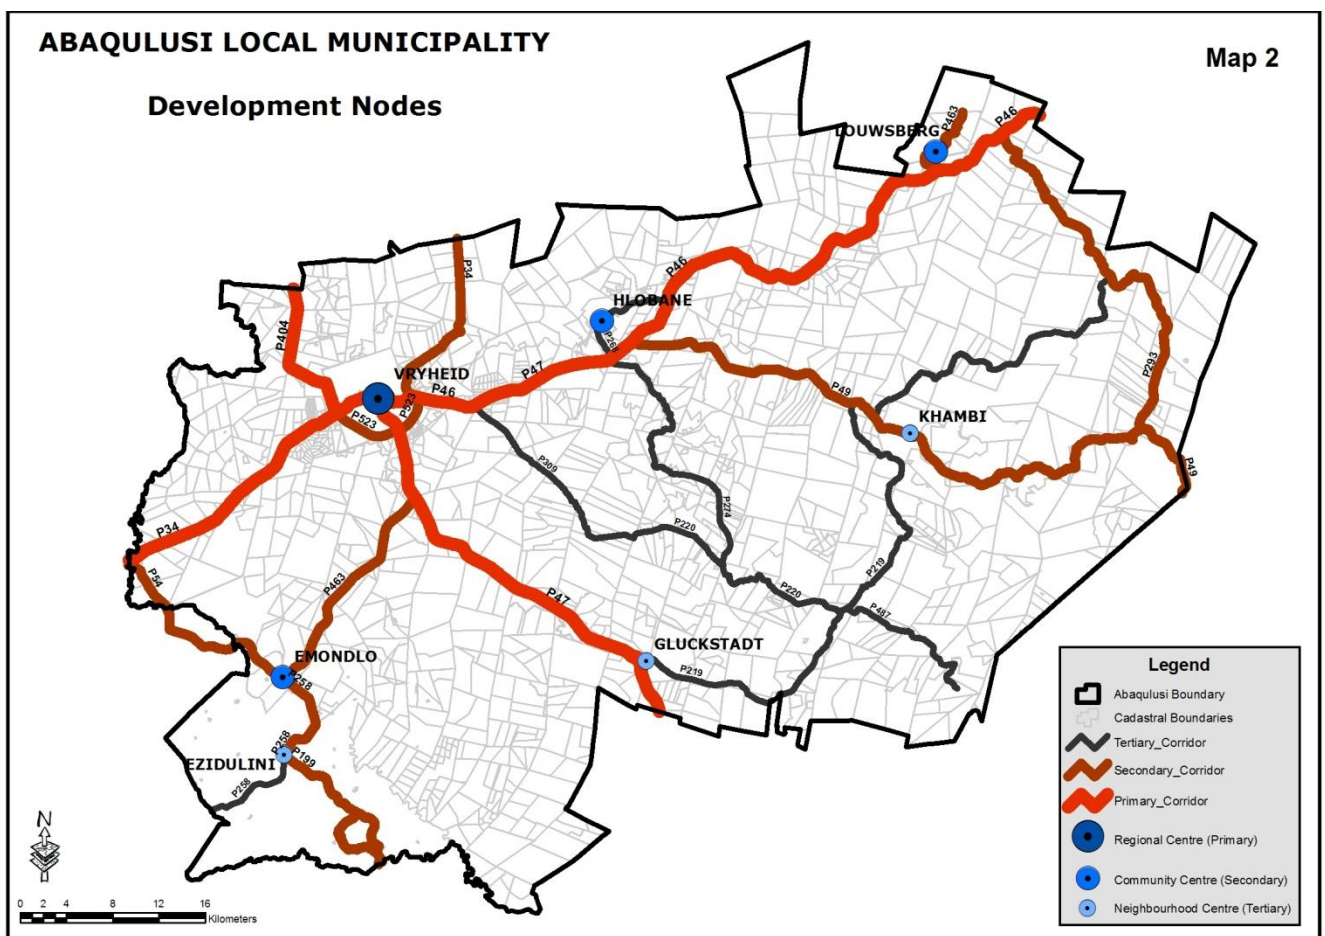 ABAQULUSI LOCAL MUNICIPALITY
Map 2
Development Nodes
P463
P46
LOUWSBERG
P34
P46
HLOBANE
P404
P268
P293
VRYHEID
P47
P46
P49
P523
P523
KHAMBI
P309
P49
P274
P34
P220
P219
P54
P463
P220
P487
P47
GLUCKSTADT
EMONDLO
P258
P219
P258
P199
EZIDULINI
P258
Legend
Abaqulusi Boundary
Cadastral Boundaries
Tertiary_Corridor
Secondary_Corridor
Primary_Corridor
Regional Centre (Primary)
Community Centre (Secondary)
Neighbourhood Centre (Tertiary)
N
0 2 4 8 12 16
Kilometers